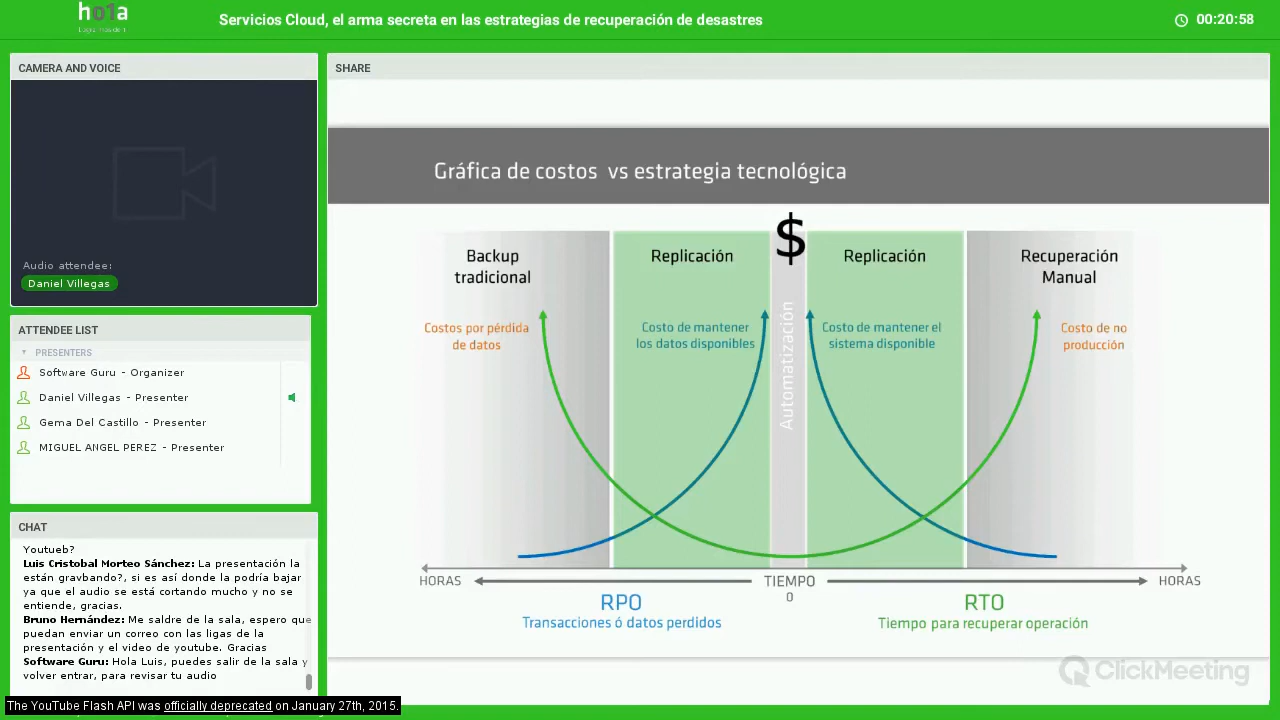 ho1a
Servicios Cloud, el arma secreta en las estrategias de recuperación de desastres
00:20:58
CAMERA AND VOICE
Audio attendee:
Daniel Villegas
ATTENDEE LIST
PRESENTERS
Software Guru - Organizer
Daniel Villegas - Presenter
Gema Del Castillo - Presenter
MIGUEL ANGEL PEREZ - Presenter
CHAT
Youtueb?
Luis Cristobal Morteo Sánchez: La presentación la
están gravbando?, si es así donde la podría bajar
ya que el audio se está cortando mucho y no se
entiende, gracias.
Bruno Hernández: Me saldre de la sala, espero que
puedan enviar un correo con las ligas de la
presentación y el video de youtube. Gracias
Software Guru: Hola Luis, puedes salir de la sala y
volver entrar, para revisar tu audio
The YouTube Flash API was officially deprecated on January 27th, 2015.
SHARE
Gráfica de costos vs estrategia tecnológica
$
Backup
tradicional
Replicación
Replicación
Recuperación
Manual
Costos por pérdida
de datos
Costo de mantener
los datos disponibles
Automatización
Costo de mantener el
sistema disponible
Costo de no
producción
HORAS
TIEMPO
0
HORAS
RPO
Transacciones ó datos perdidos
RTO
Tiempo para recuperar operación
ClickMeeting